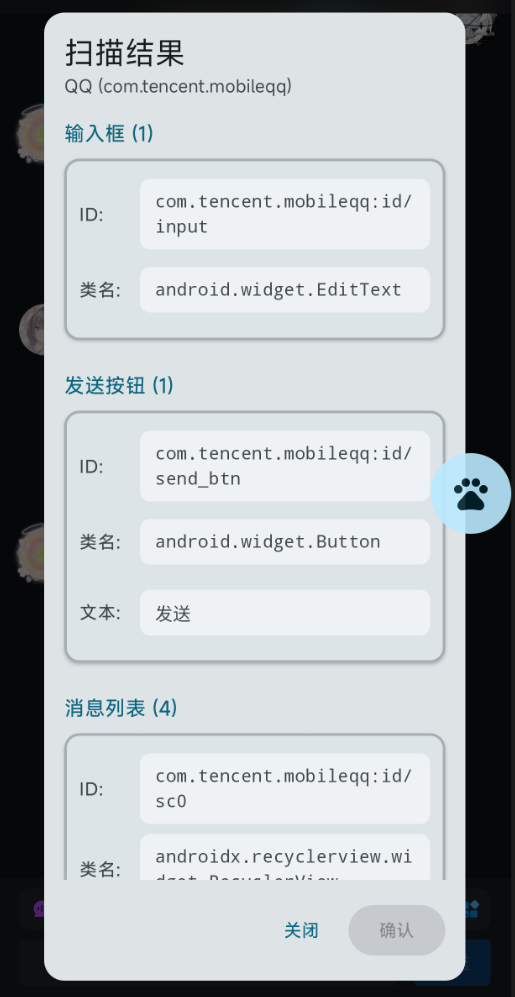 扫描结果
QQ (com.tencent.mobileqq)
输入框 (1)
ID:
com.tencent.mobileqq:id/
input
类名:
android.widget.EditText
发送按钮 (1)
ID:
com.tencent.mobileqq:id/
send_btn
类名:
android.widget.Button
文本:
发送
消息列表 (4)
ID:
com.tencent.mobileqq:id/
sc0
类名:
androidx.recyclerview.wi
dget.RecyclerView
关闭
确认